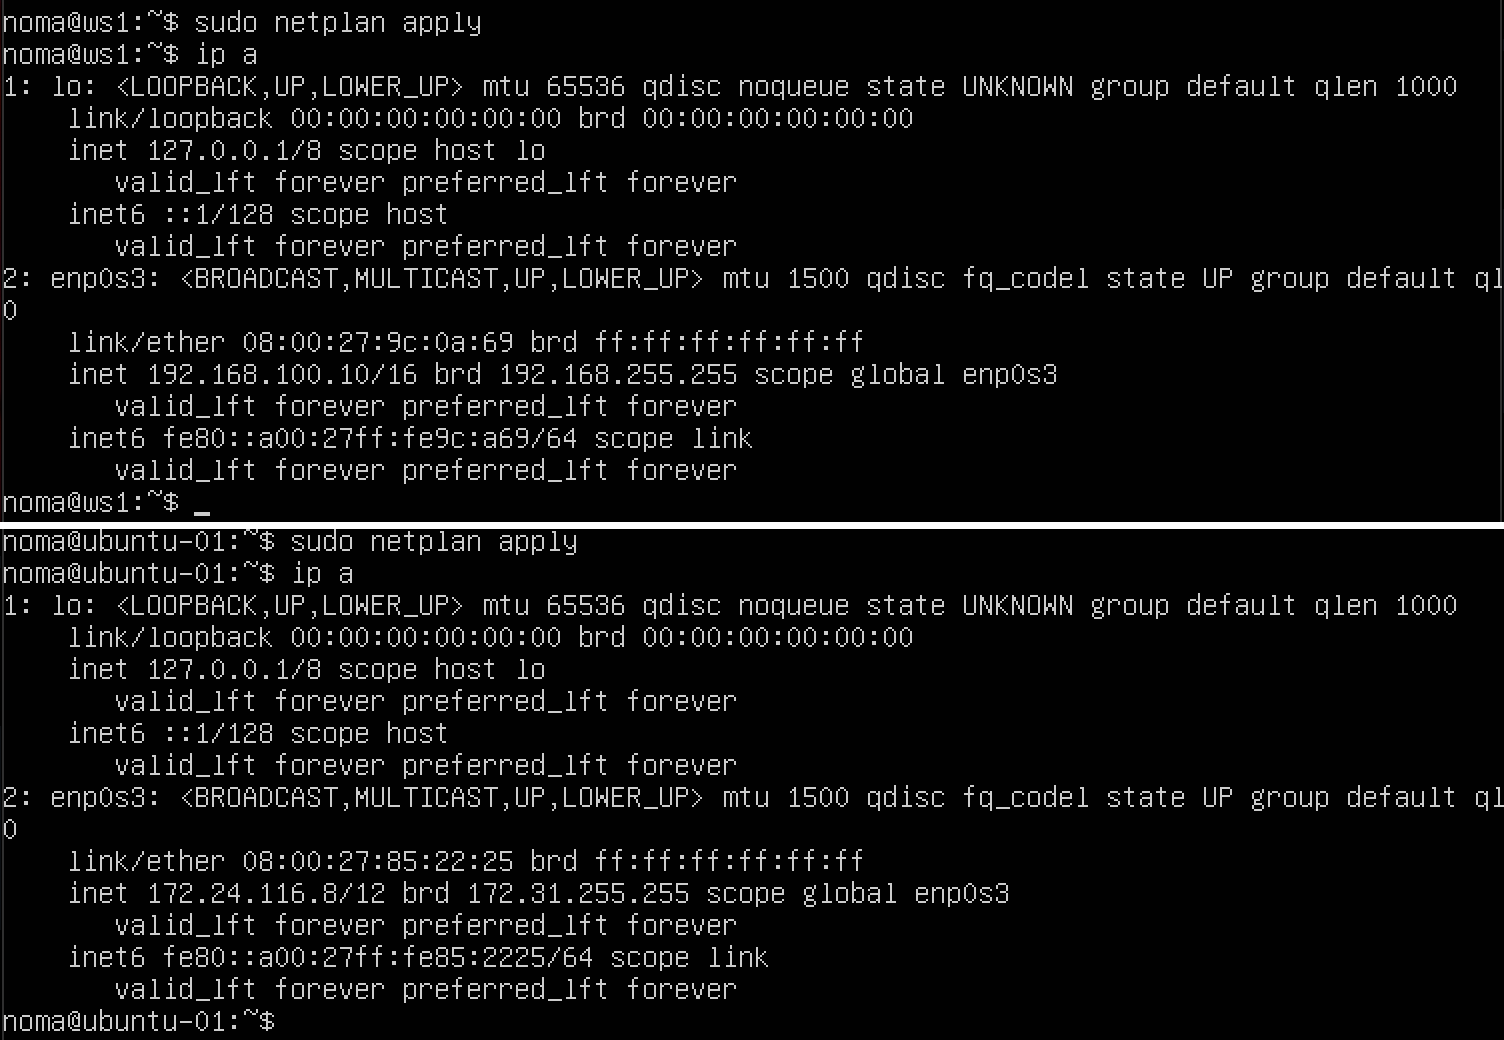 noma@ws1:~$ sudo netplan apply
noma@ws1:~$ ip a
1: lo: <LOOPBACK,UP,LOWER_UP> mtu 65536 qdisc noqueue state UNKNOWN group default qlen 1000
    link/loopback 00:00:00:00:00:00 brd 00:00:00:00:00:00
    inet 127.0.0.1/8 scope host lo
       valid_lft forever preferred_lft forever
    inet6 ::1/128 scope host
       valid_lft forever preferred_lft forever
2: enp0s3: <BROADCAST,MULTICAST,UP,LOWER_UP> mtu 1500 qdisc fq_codel state UP group default ql
0
    link/ether 08:00:27:9c:0a:69 brd ff:ff:ff:ff:ff:ff
    inet 192.168.100.10/16 brd 192.168.255.255 scope global enp0s3
       valid_lft forever preferred_lft forever
    inet6 fe80::a00:27ff:fe9c:a69/64 scope link
       valid_lft forever preferred_lft forever
noma@ws1:~$ _
noma@ubuntu-01:~$ sudo netplan apply
noma@ubuntu-01:~$ ip a
1: lo: <LOOPBACK,UP,LOWER_UP> mtu 65536 qdisc noqueue state UNKNOWN group default qlen 1000
    link/loopback 00:00:00:00:00:00 brd 00:00:00:00:00:00
    inet 127.0.0.1/8 scope host lo
       valid_lft forever preferred_lft forever
    inet6 ::1/128 scope host
       valid_lft forever preferred_lft forever
2: enp0s3: <BROADCAST,MULTICAST,UP,LOWER_UP> mtu 1500 qdisc fq_codel state UP group default ql
0
    link/ether 08:00:27:85:22:25 brd ff:ff:ff:ff:ff:ff
    inet 172.24.116.8/12 brd 172.31.255.255 scope global enp0s3
       valid_lft forever preferred_lft forever
    inet6 fe80::a00:27ff:fe85:2225/64 scope link
       valid_lft forever preferred_lft forever
noma@ubuntu-01:~$